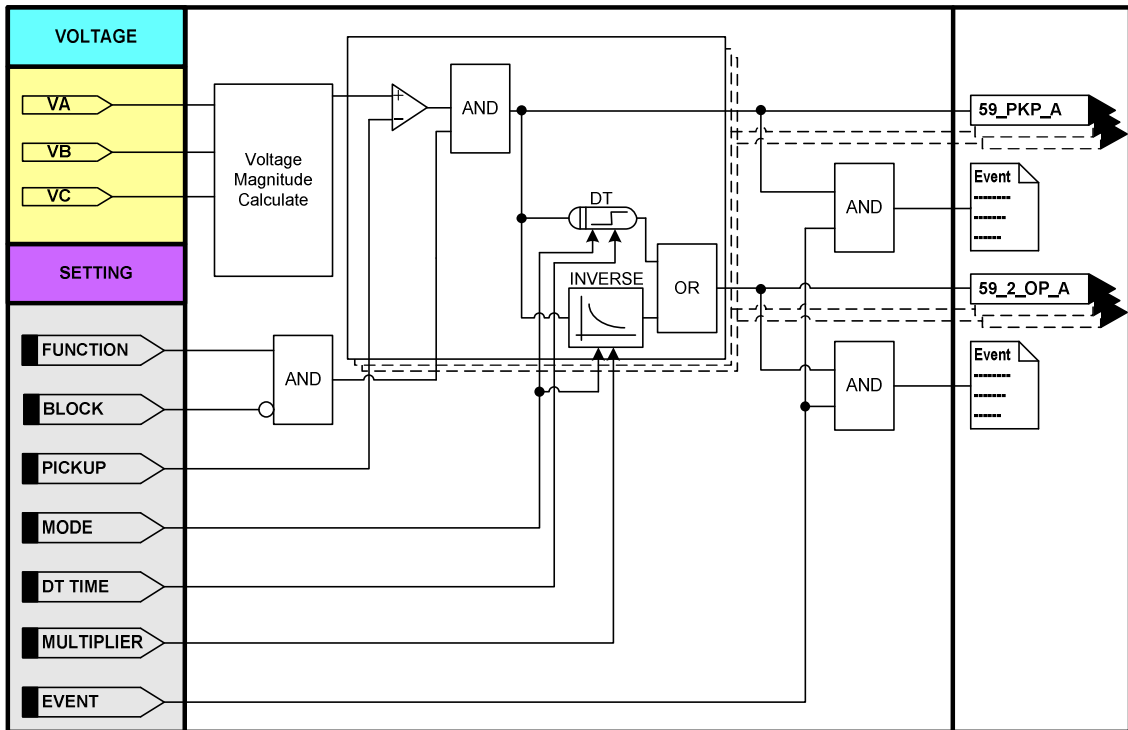 VOLTAGE
VA
VB
VC
SETTING
FUNCTION
BLOCK
PICKUP
MODE
DT TIME
MULTIPLIER
EVENT
Voltage
Magnitude
Calculate
AND
+
−
AND
DT
INVERSE
OR
AND
AND
59_PKP_A
Event
59_2_OP_A
Event